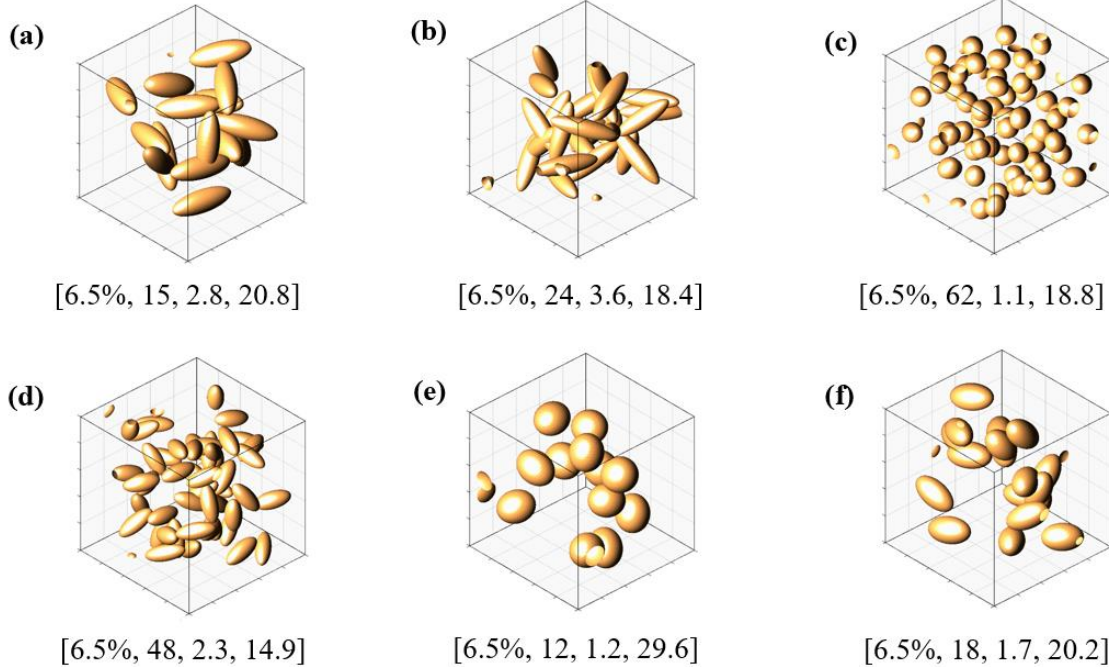 (a)
(b)
(c)
[6.5%, 15, 2.8, 20.8]
[6.5%, 24, 3.6, 18.4]
[6.5%, 62, 1.1, 18.8]
(d)
(e)
(f)
[6.5%, 48, 2.3, 14.9]
[6.5%, 12, 1.2, 29.6]
[6.5%, 18, 1.7, 20.2]